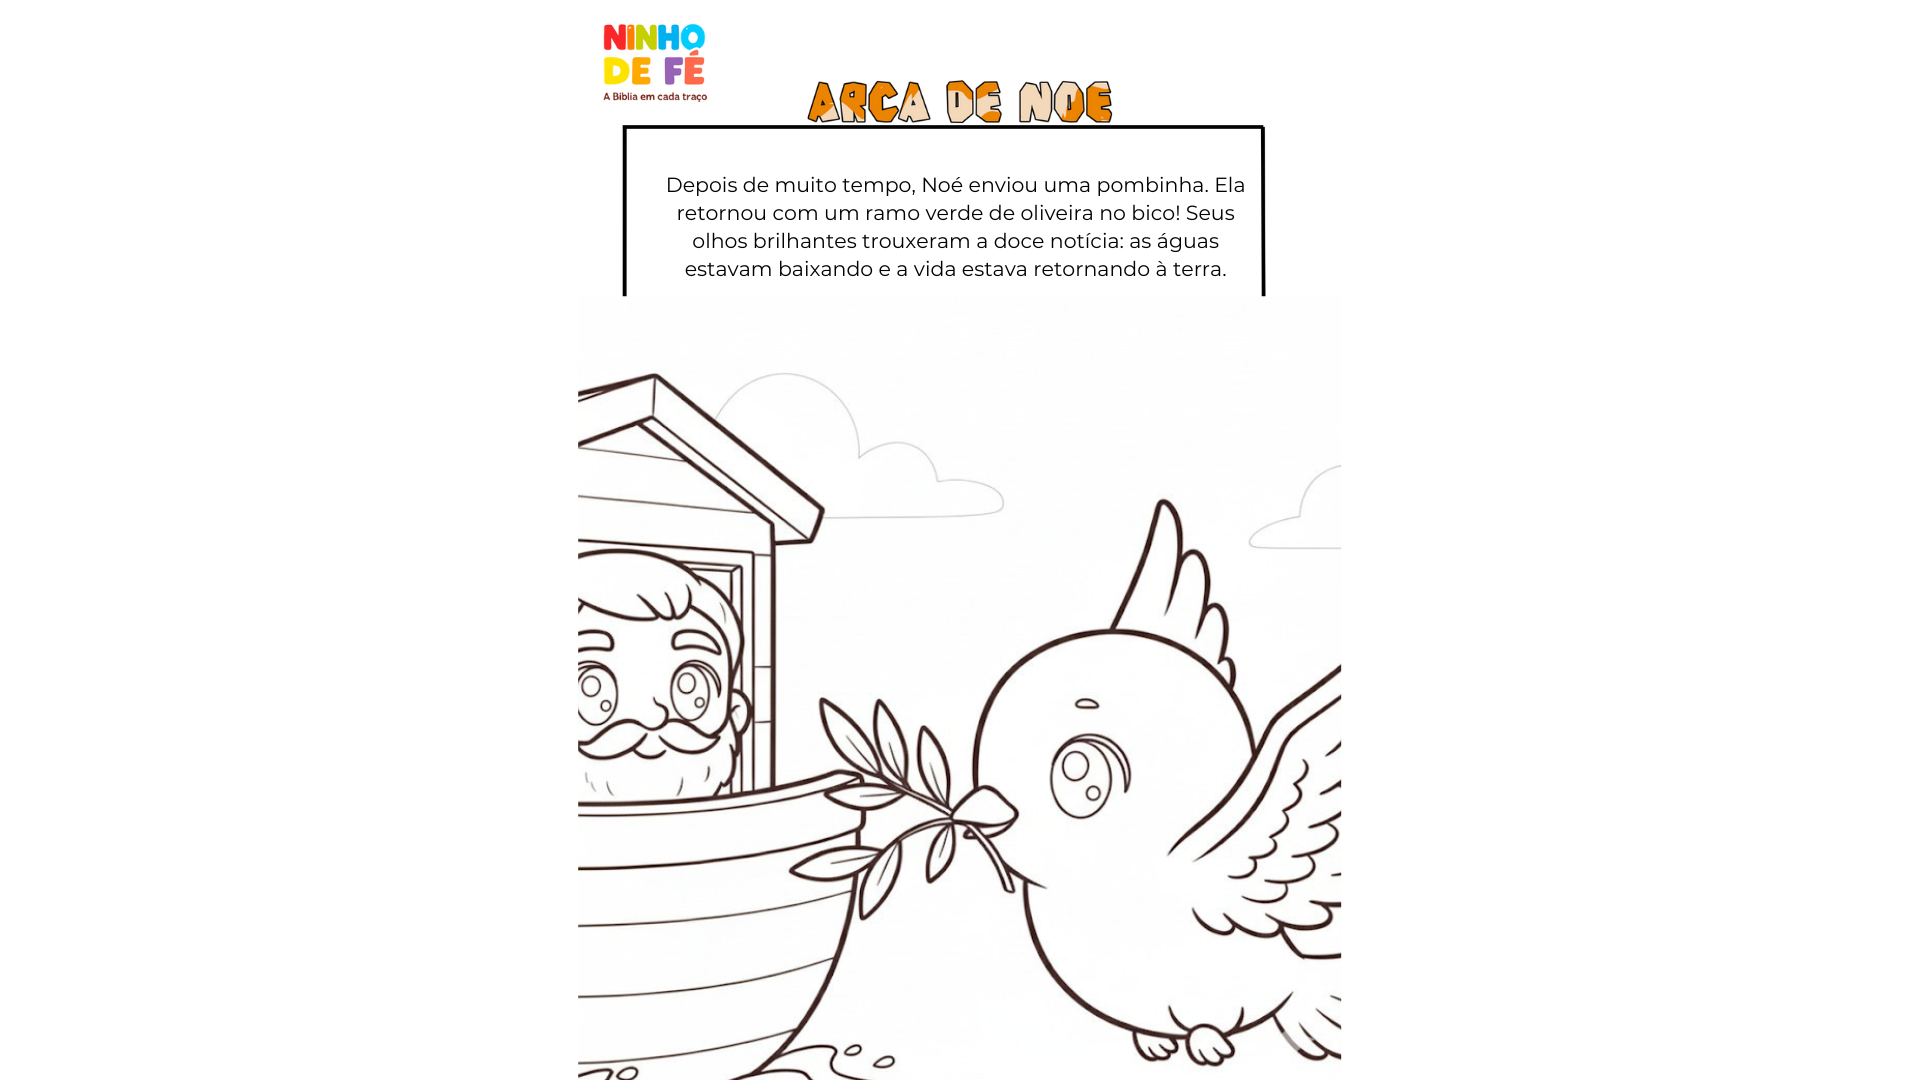 NINHO
DE FÉ
A Bíblia em cada traço
ARCA DE NOE
Depois de muito tempo, Noé enviou uma pombinha. Ela
retornou com um ramo verde de oliveira no bico! Seus
olhos brilhantes trouxeram a doce notícia: as águas
estavam baixando e a vida estava retornando à terra.